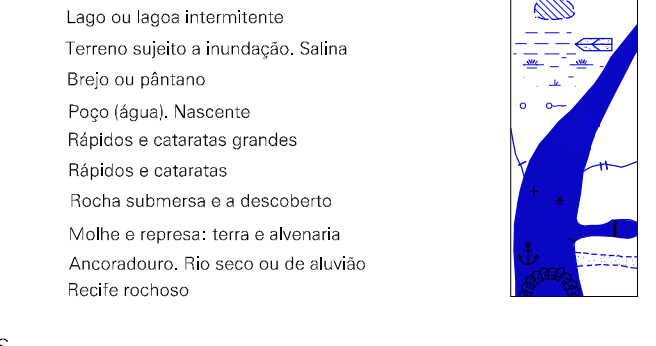 Lago ou lagoa intermitente
Terreno sujeito a inundação. Salina
Brejo ou pântano
Poço (água). Nascente
Rápidos e cataratas grandes
Rápidos e cataratas
Rocha submersa e a descoberto
Molhe e represa: terra e alvenaria
Ancoradouro. Rio seco ou de aluvião
Recife rochoso